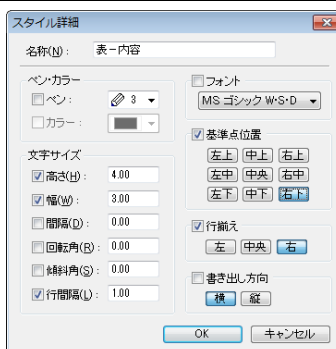 スタイル詳細
名称(N): 表－内容
ペン・カラー
ペン: 3
カラー:
文字サイズ
高さ(H): 4.00
幅(W): 3.00
間隔(D): 0.00
回転角(R): 0.00
傾斜角(S): 0.00
行間隔(L): 1.00
フォント
MS ゴシック W・S・D
基準点位置
左上 中上 右上
左中 中央 右中
左下 中下 右下
行揃え
左 中央 右
書き出し方向
横 縦
OK キャンセル